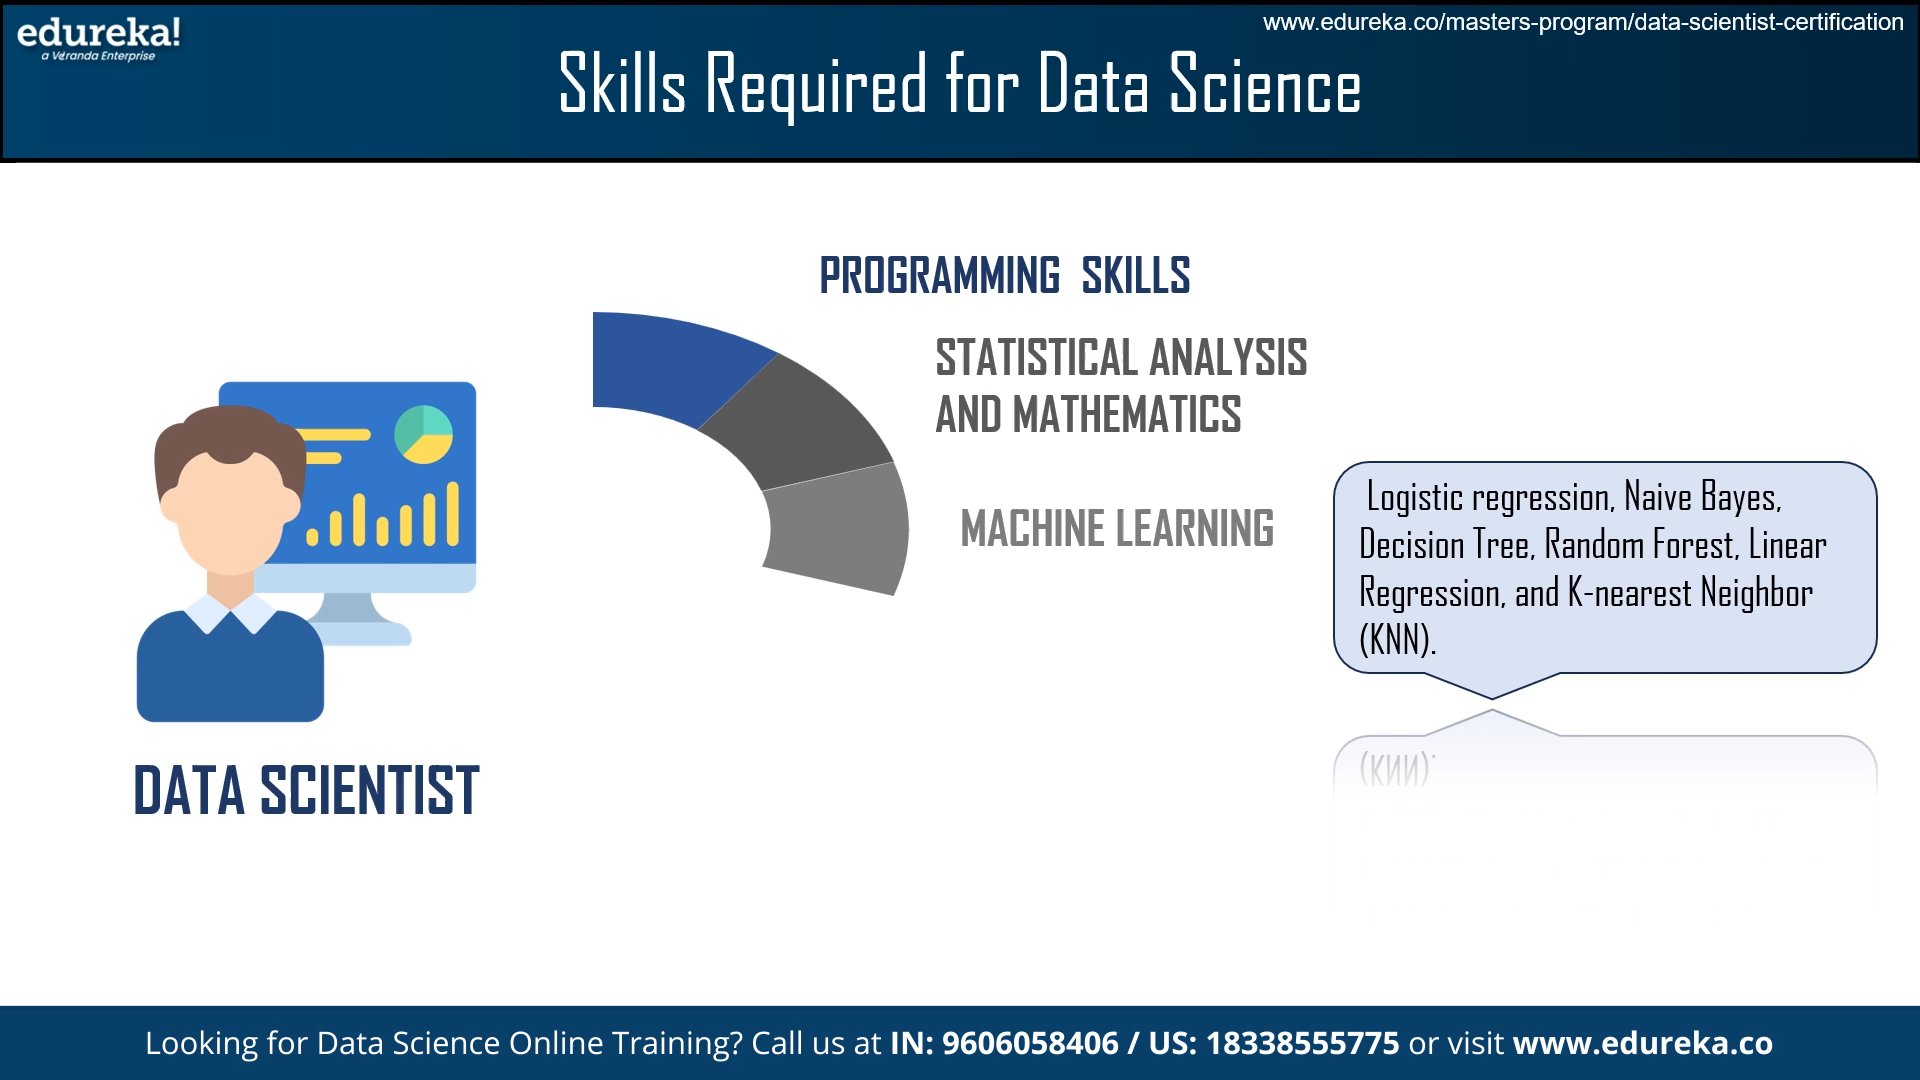 edureka!
a Veranda Enterprise
www.edureka.co/masters-program/data-scientist-certification
Skills Required for Data Science
PROGRAMMING SKILLS
STATISTICAL ANALYSIS
AND MATHEMATICS
MACHINE LEARNING
Logistic regression, Naive Bayes,
Decision Tree, Random Forest, Linear
Regression, and K-nearest Neighbor
(KNN).
DATA SCIENTIST
Looking for Data Science Online Training? Call us at IN: 9606058406 / US: 18338555775 or visit www.edureka.co